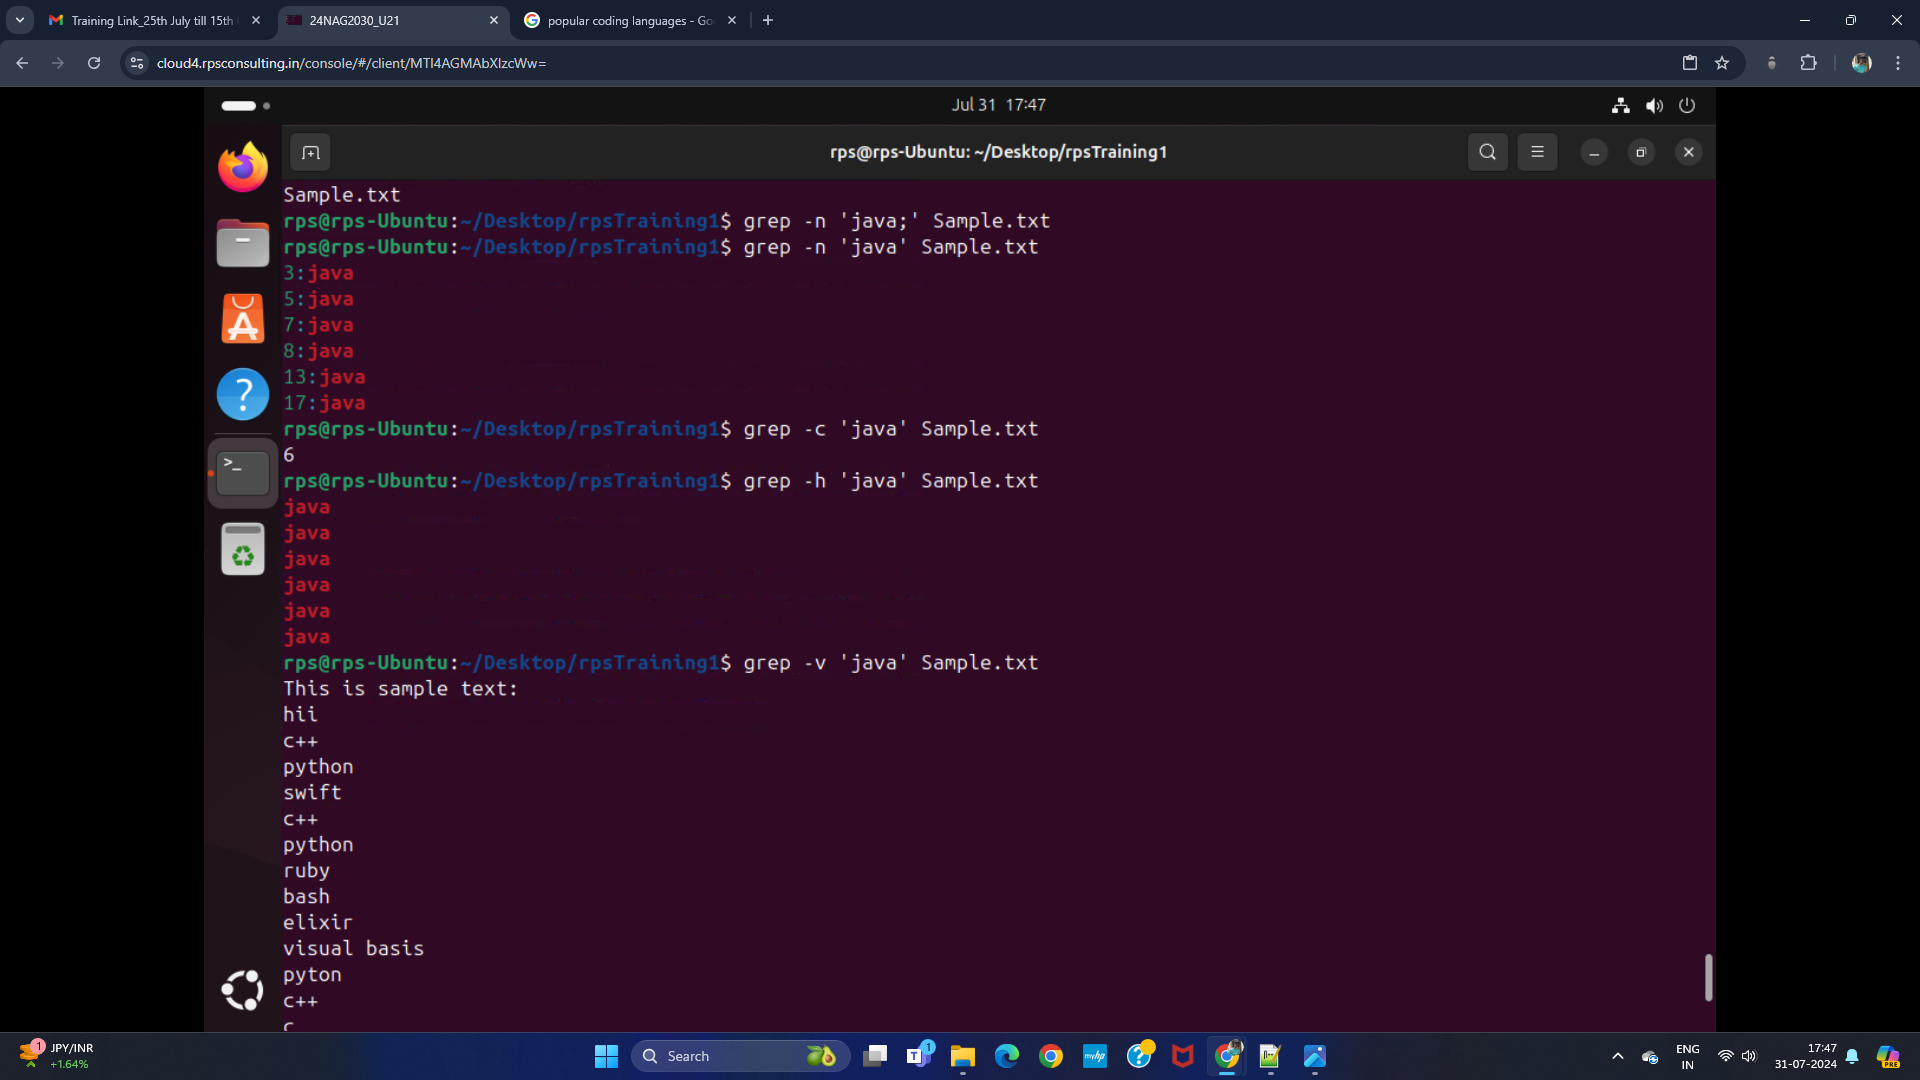 Training Link_25th July till 15th
24NAG2030_U21
popular coding languages - Go
cloud4.rpsconsulting.in/console/#/client/MTI4AGMAbXlzcWw=
Jul 31 17:47
rps@rps-Ubuntu: ~/Desktop/rpsTraining1
Sample.txt
rps@rps-Ubuntu:~/Desktop/rpsTraining1$ grep -n 'java;' Sample.txt
rps@rps-Ubuntu:~/Desktop/rpsTraining1$ grep -n 'java' Sample.txt
3:java
5:java
7:java
8:java
13:java
17:java
rps@rps-Ubuntu:~/Desktop/rpsTraining1$ grep -c 'java' Sample.txt
6
rps@rps-Ubuntu:~/Desktop/rpsTraining1$ grep -h 'java' Sample.txt
java
java
java
java
java
java
rps@rps-Ubuntu:~/Desktop/rpsTraining1$ grep -v 'java' Sample.txt
This is sample text:
hii
c++
python
swift
c++
python
ruby
bash
elixir
visual basis
pyton
c++
c
1
JPY/INR
+1.64%
Search
T 1
myhp
ENG
IN
17:47
31-07-2024
PRE